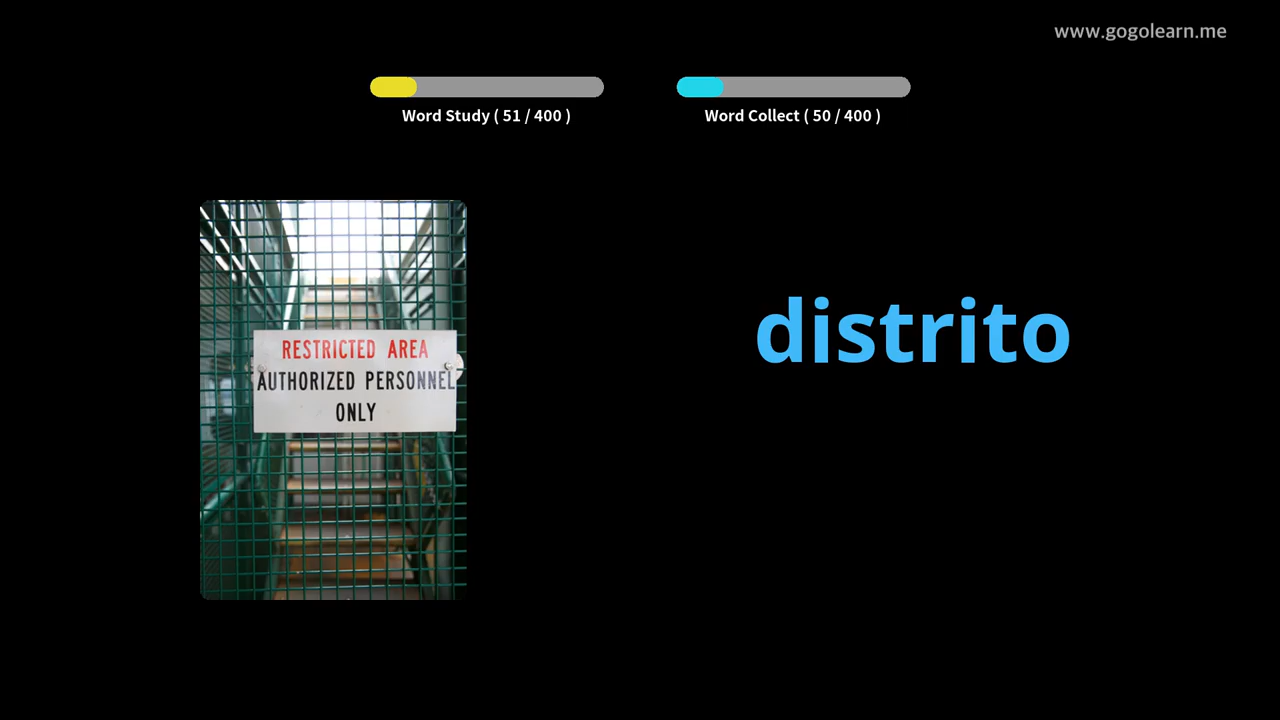 www.gogolearn.me
Word Study ( 51 / 400 )
Word Collect ( 50 / 400 )
RESTRICTED AREA
AUTHORIZED PERSONNEL
ONLY
distrito